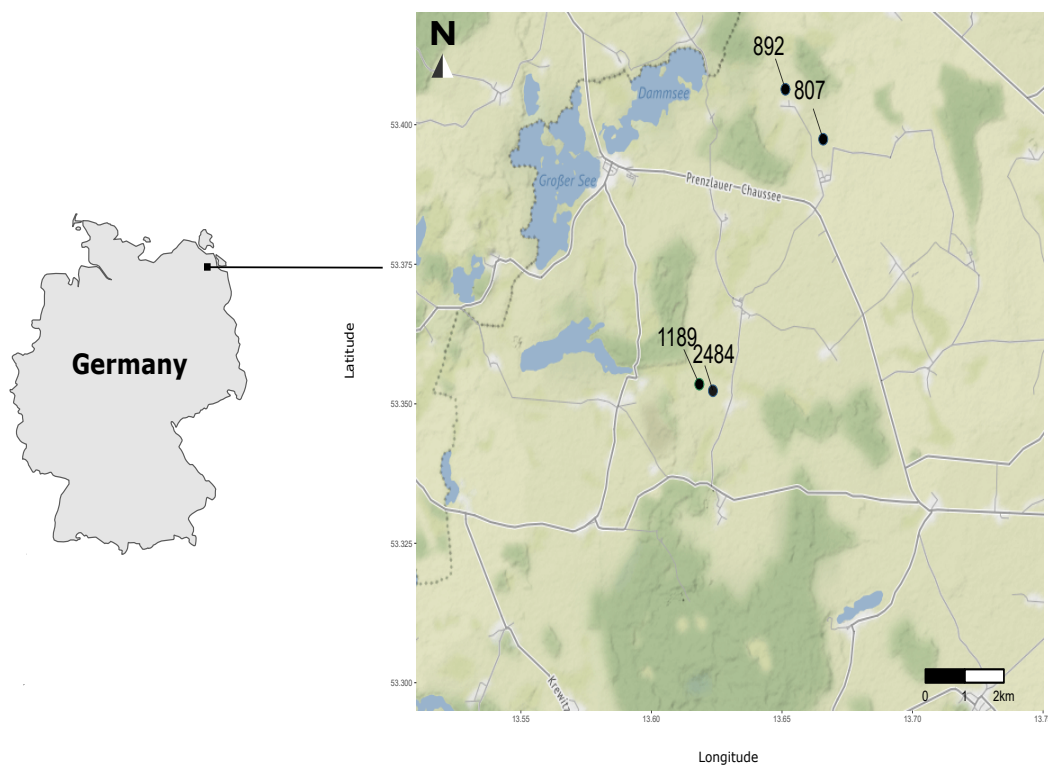 N
892
807
Dammsee
53.400
Großer See
Prenzlauer Chaussee
53.375
Germany
Latitude
1189
2484
53.350
53.325
53.300
Krewitz
0 1 2km
13.55 13.60 13.65 13.70 13.7
Longitude